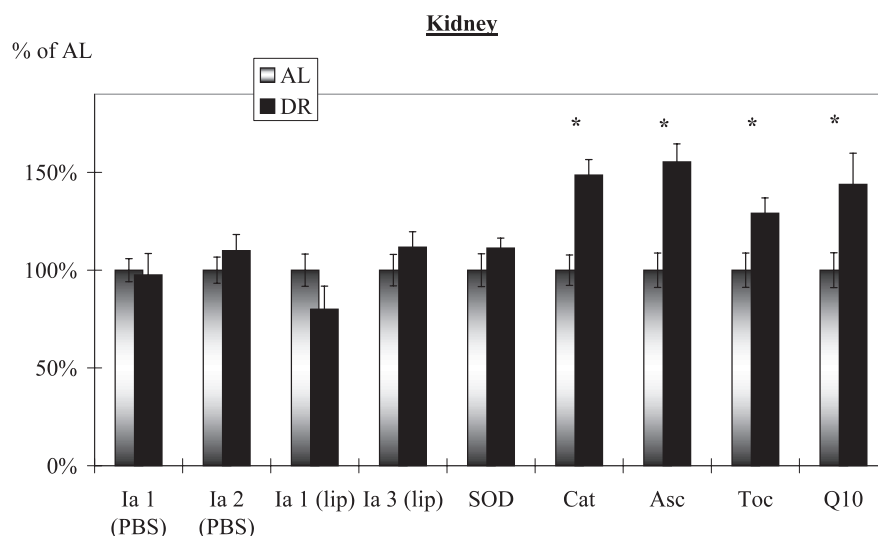 Kidney
% of AL
AL
DR
* * * *
150%
100%
50%
0%
Ia 1 (PBS)
Ia 2 (PBS)
Ia 1 (lip)
Ia 3 (lip)
SOD
Cat
Asc
Toc
Q10